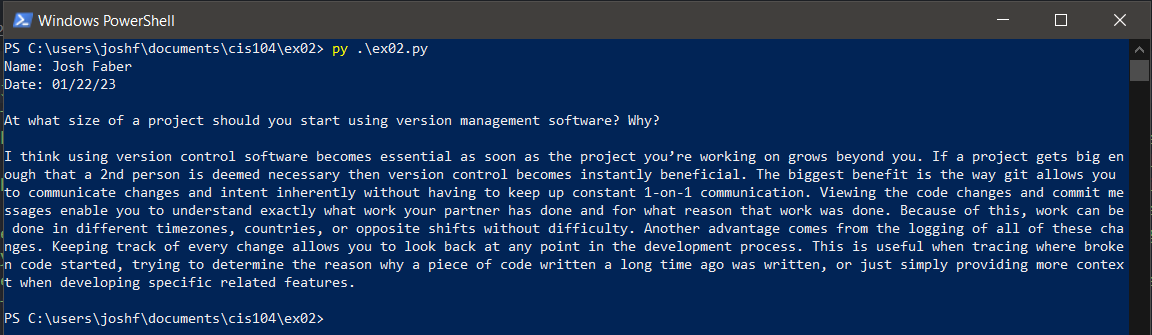 Windows PowerShell
PS C:\users\joshf\documents\cis104\ex02> py .\ex02.py
Name: Josh Faber
Date: 01/22/23
At what size of a project should you start using version management software? Why?
I think using version control software becomes essential as soon as the project you’re working on grows beyond you. If a project gets big en
ough that a 2nd person is deemed necessary then version control becomes instantly beneficial. The biggest benefit is the way git allows you
to communicate changes and intent inherently without having to keep up constant 1-on-1 communication. Viewing the code changes and commit me
ssages enable you to understand exactly what work your partner has done and for what reason that work was done. Because of this, work can be
done in different timezones, countries, or opposite shifts without difficulty. Another advantage comes from the logging of all of these cha
nges. Keeping track of every change allows you to look back at any point in the development process. This is useful when tracing where broke
n code started, trying to determine the reason why a piece of code written a long time ago was written, or just simply providing more contex
t when developing specific related features.
PS C:\users\joshf\documents\cis104\ex02>